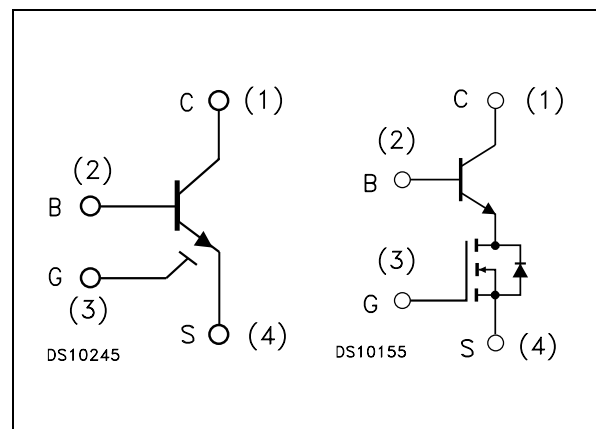 C (1)
(2)
B
G
(3)
S (4)
DS10245
C (1)
(2)
B
(3)
G
S (4)
DS10155